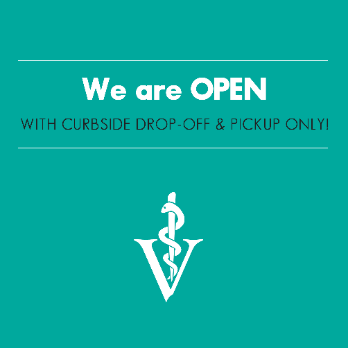 We are OPEN
WITH CURBSIDE DROP-OFF & PICKUP ONLY!
V